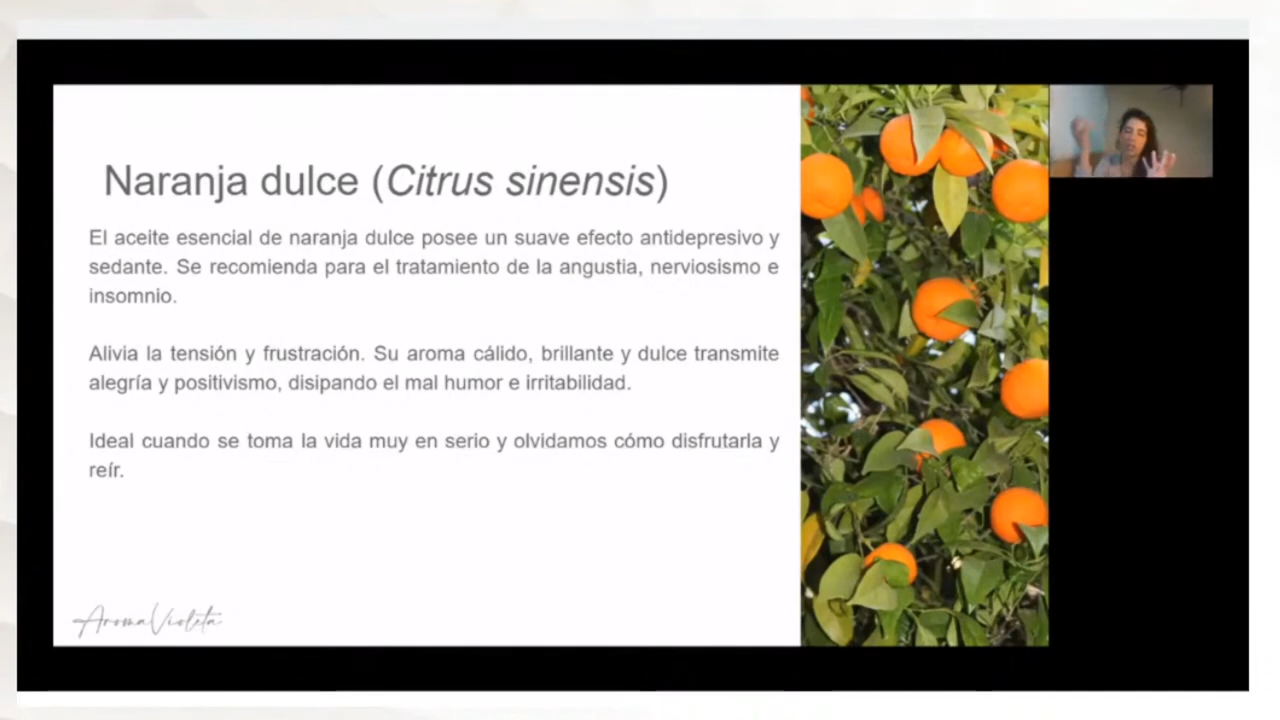 Naranja dulce (Citrus sinensis)
El aceite esencial de naranja dulce posee un suave efecto antidepresivo y
sedante. Se recomienda para el tratamiento de la angustia, nerviosismo e
insomnio.
Alivia la tensión y frustración. Su aroma cálido, brillante y dulce transmite
alegría y positivismo, disipando el mal humor e irritabilidad.
Ideal cuando se toma la vida muy en serio y olvidamos cómo disfrutarla y
reír.
AromaVioleta